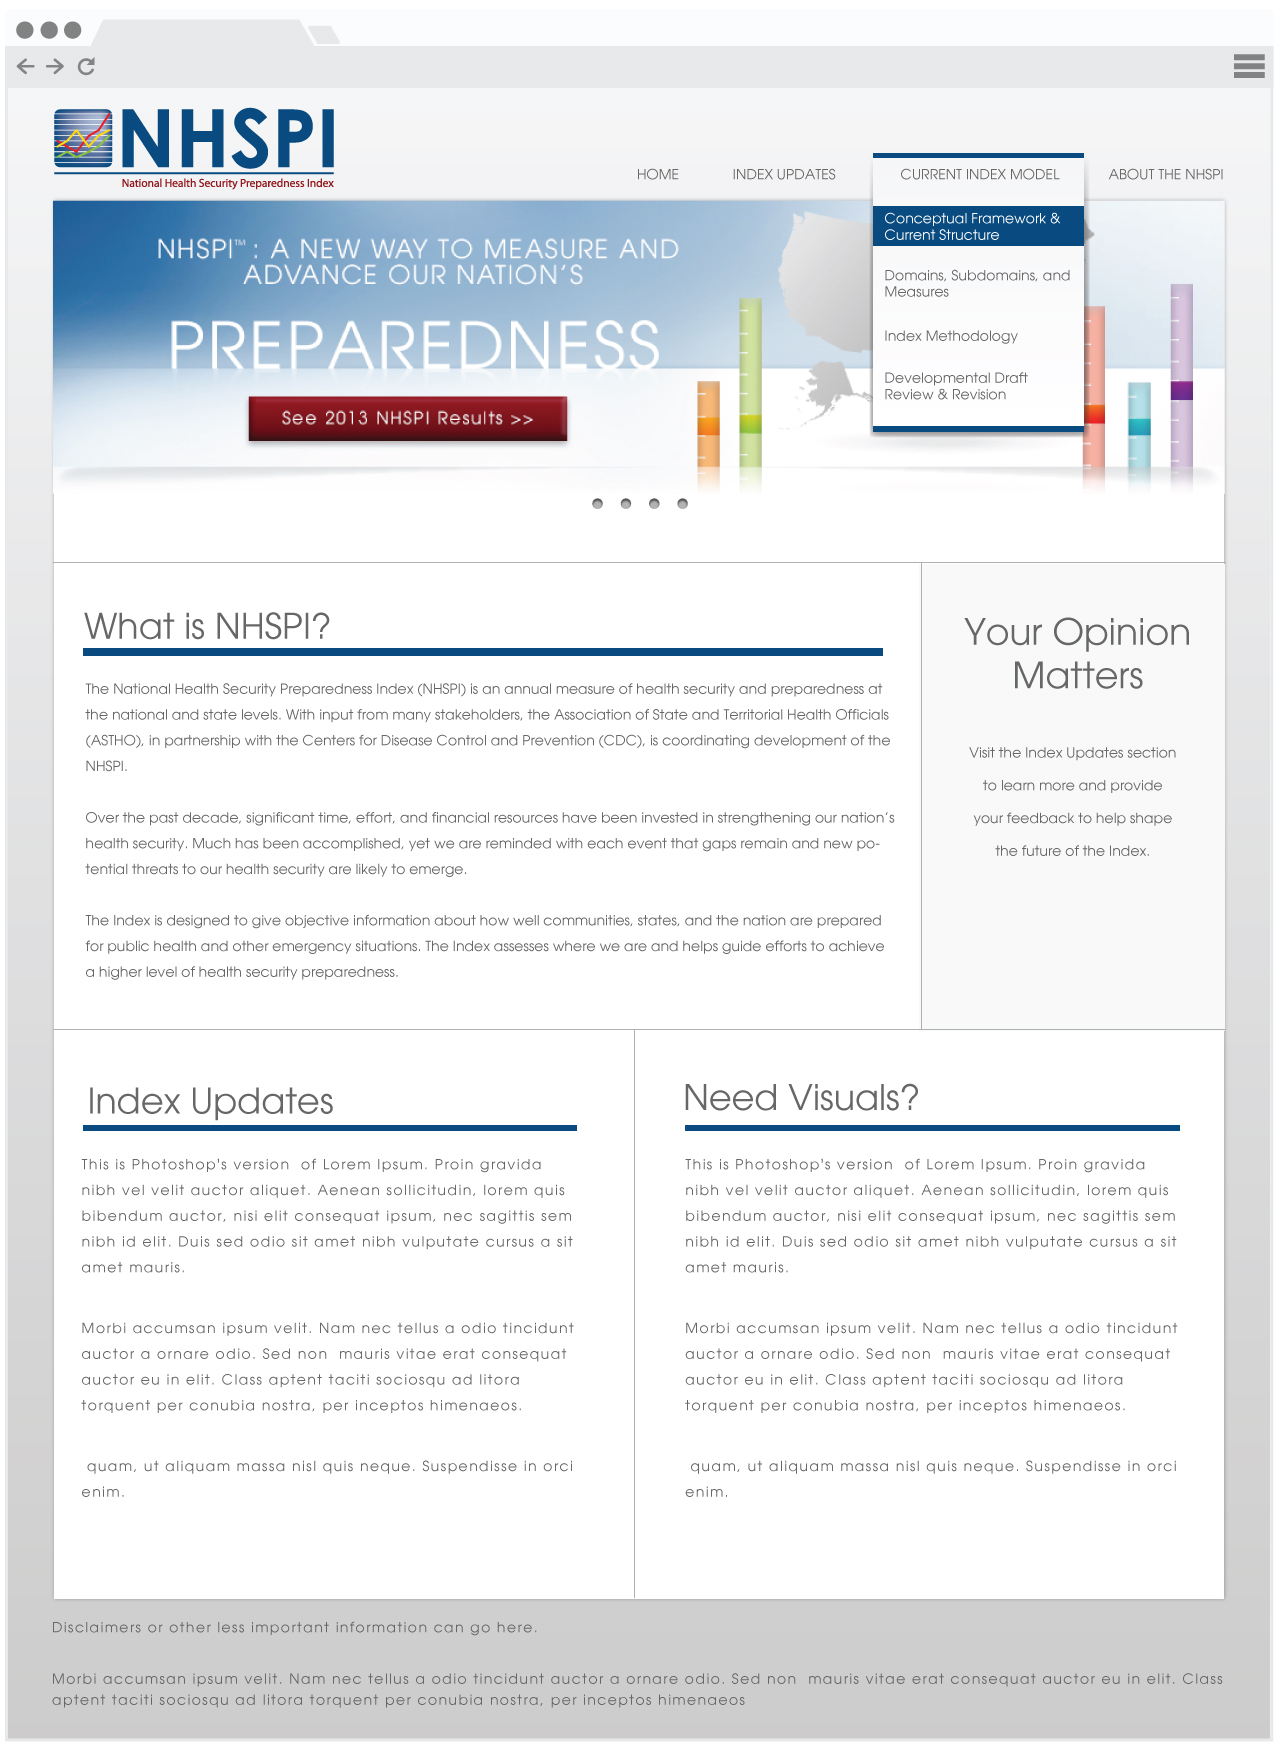 NHSPI
National Health Security Preparedness Index
HOME
INDEX UPDATES
CURRENT INDEX MODEL
ABOUT THE NHSPI
Conceptual Framework &
Current Structure
Domains, Subdomains, and
Measures
Index Methodology
Developmental Draft
Review & Revision
NHSPI™ : A NEW WAY TO MEASURE AND
ADVANCE OUR NATION'S
PREPAREDNESS
See 2013 NHSPI Results >>
What is NHSPI?
The National Health Security Preparedness Index (NHSPI) is an annual measure of health security and preparedness at
the national and state levels. With input from many stakeholders, the Association of State and Territorial Health Officials
(ASTHO), in partnership with the Centers for Disease Control and Prevention (CDC), is coordinating development of the
NHSPI.
Over the past decade, significant time, effort, and financial resources have been invested in strengthening our nation's
health security. Much has been accomplished, yet we are reminded with each event that gaps remain and new po-
tential threats to our health security are likely to emerge.
The Index is designed to give objective information about how well communities, states, and the nation are prepared
for public health and other emergency situations. The Index assesses where we are and helps guide efforts to achieve
a higher level of health security preparedness.
Your Opinion
Matters
Visit the Index Updates section
to learn more and provide
your feedback to help shape
the future of the Index.
Index Updates
This is Photoshop's version  of Lorem Ipsum. Proin gravida
nibh vel velit auctor aliquet. Aenean sollicitudin, lorem quis
bibendum auctor, nisi elit consequat ipsum, nec sagittis sem
nibh id elit. Duis sed odio sit amet nibh vulputate cursus a sit
amet mauris.
Morbi accumsan ipsum velit. Nam nec tellus a odio tincidunt
auctor a ornare odio. Sed non  mauris vitae erat consequat
auctor eu in elit. Class aptent taciti sociosqu ad litora
torquent per conubia nostra, per inceptos himenaeos.
quam, ut aliquam massa nisl quis neque. Suspendisse in orci
enim.
Need Visuals?
This is Photoshop's version  of Lorem Ipsum. Proin gravida
nibh vel velit auctor aliquet. Aenean sollicitudin, lorem quis
bibendum auctor, nisi elit consequat ipsum, nec sagittis sem
nibh id elit. Duis sed odio sit amet nibh vulputate cursus a sit
amet mauris.
Morbi accumsan ipsum velit. Nam nec tellus a odio tincidunt
auctor a ornare odio. Sed non  mauris vitae erat consequat
auctor eu in elit. Class aptent taciti sociosqu ad litora
torquent per conubia nostra, per inceptos himenaeos.
quam, ut aliquam massa nisl quis neque. Suspendisse in orci
enim.
Disclaimers or other less important information can go here.
Morbi accumsan ipsum velit. Nam nec tellus a odio tincidunt auctor a ornare odio. Sed non  mauris vitae erat consequat auctor eu in elit. Class
aptent taciti sociosqu ad litora torquent per conubia nostra, per inceptos himenaeos